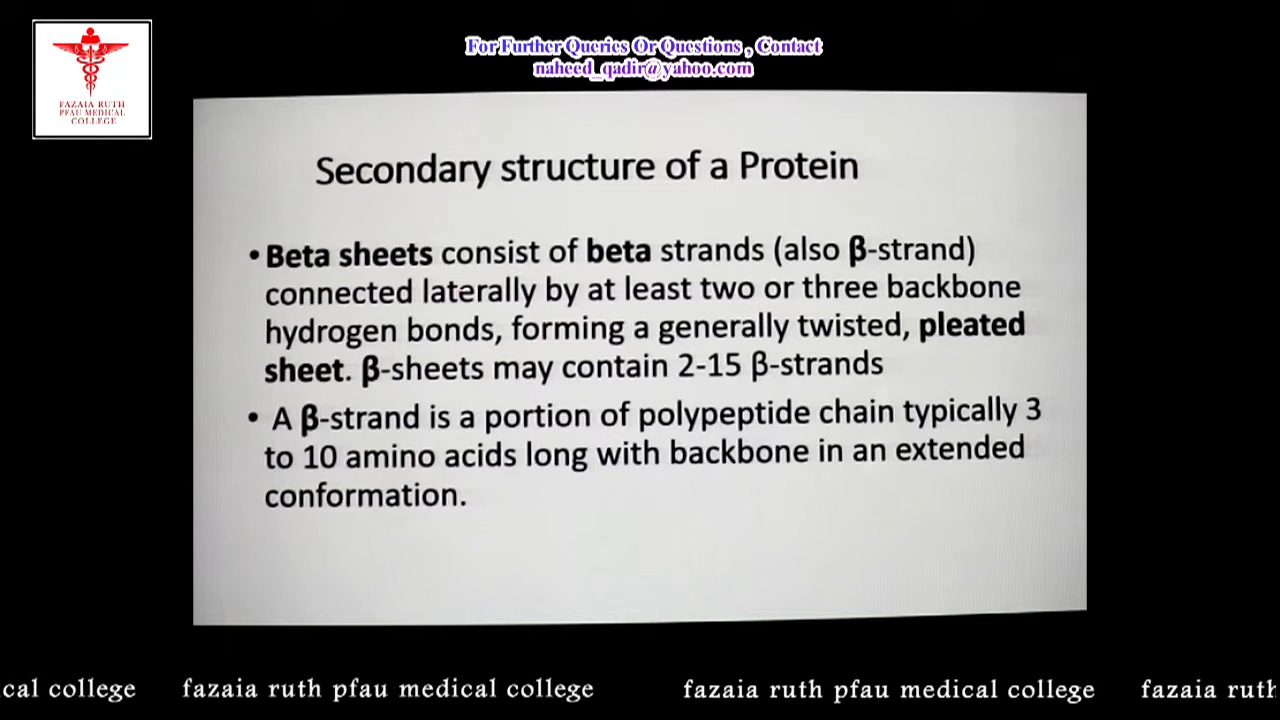 For Further Queries Or Questions , Contact
naheed_qadir@yahoo.com
FAZAIA RUTH
PFAU MEDICAL
COLLEGE
Secondary structure of a Protein
• Beta sheets consist of beta strands (also β-strand)
connected laterally by at least two or three backbone
hydrogen bonds, forming a generally twisted, pleated
sheet. β-sheets may contain 2-15 β-strands
• A β-strand is a portion of polypeptide chain typically 3
to 10 amino acids long with backbone in an extended
conformation.
cal college fazaia ruth pfau medical college fazaia ruth pfau medical college fazaia ruth